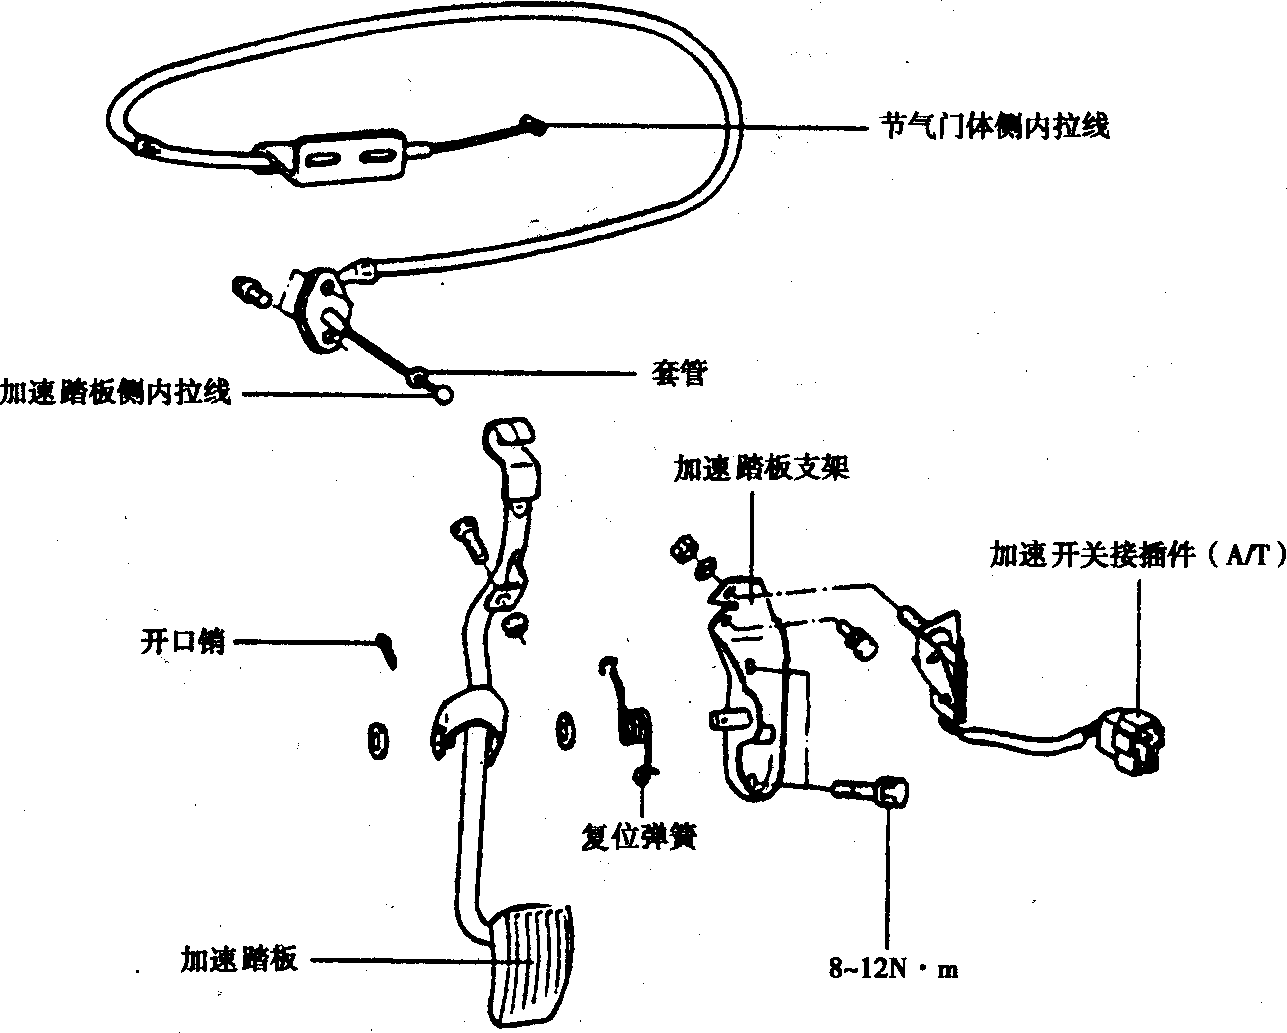 节气门体侧内拉线
套管
加速踏板侧内拉线
加速踏板支架
加速开关接插件（A/T）
开口销
复位弹簧
加速踏板
8~12N·m